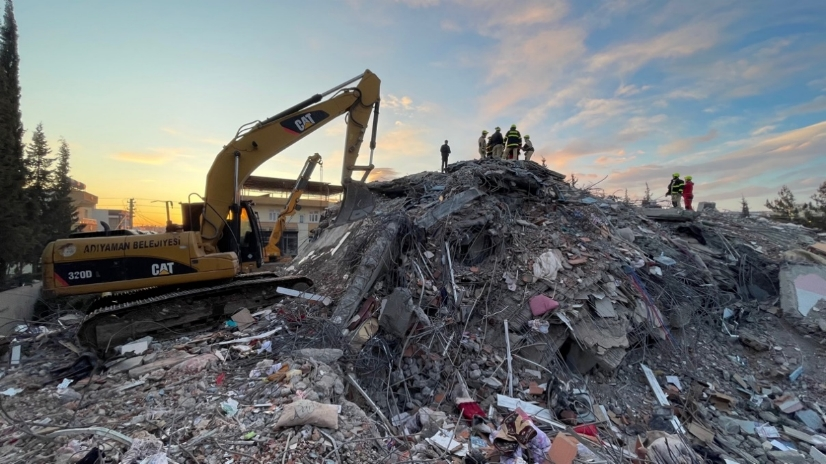 CAT
ADIYAMAN BELEDİYESİ
320D
CAT